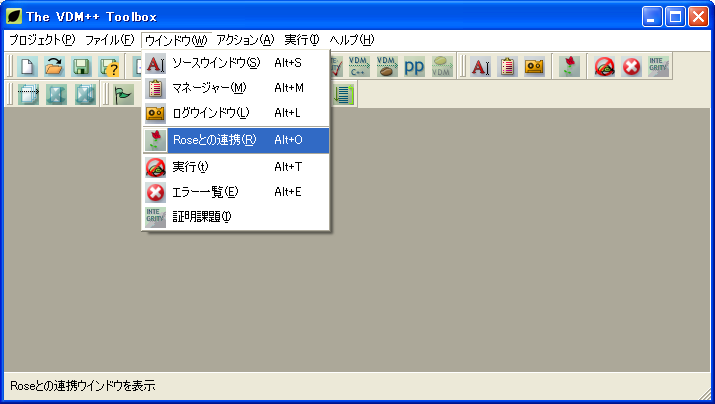 The VDM++ Toolbox
プロジェクト(P) ファイル(F) ウインドウ(W) アクション(A) 実行(I) ヘルプ(H)
VDM C++ VDM pp VDM INTE GRITY
ソースウインドウ(S) Alt+S
マネージャー(M) Alt+M
ログウインドウ(L) Alt+L
Roseとの連携(R) Alt+O
実行(t) Alt+T
エラー一覧(E) Alt+E
INTE GRITY 証明課題(I)
Roseとの連携ウインドウを表示